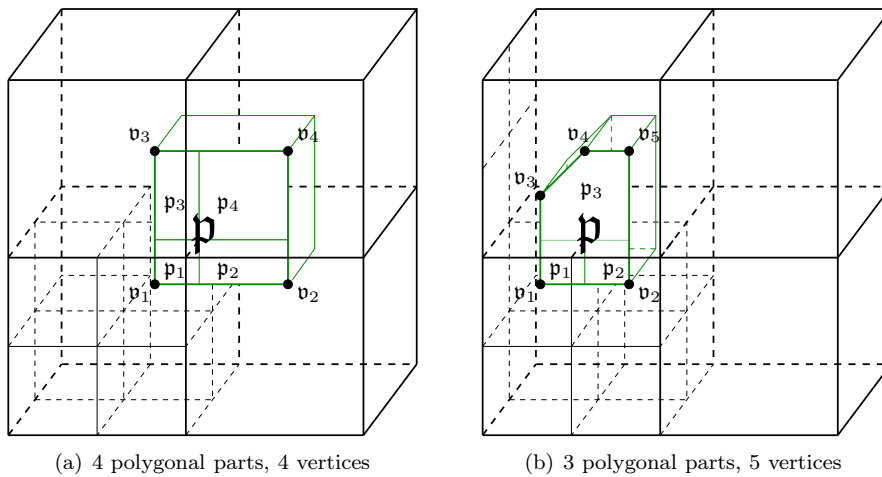 𝔳₃ 𝔳₄ 𝔳₄ 𝔳₅
𝔳₃ 𝔭₃
𝔭₃ 𝔭₄
𝔭 𝔭
𝔭₁ 𝔭₂ 𝔭₁ 𝔭₂
𝔳₁ 𝔳₂ 𝔳₁ 𝔳₂
(a) 4 polygonal parts, 4 vertices
(b) 3 polygonal parts, 5 vertices